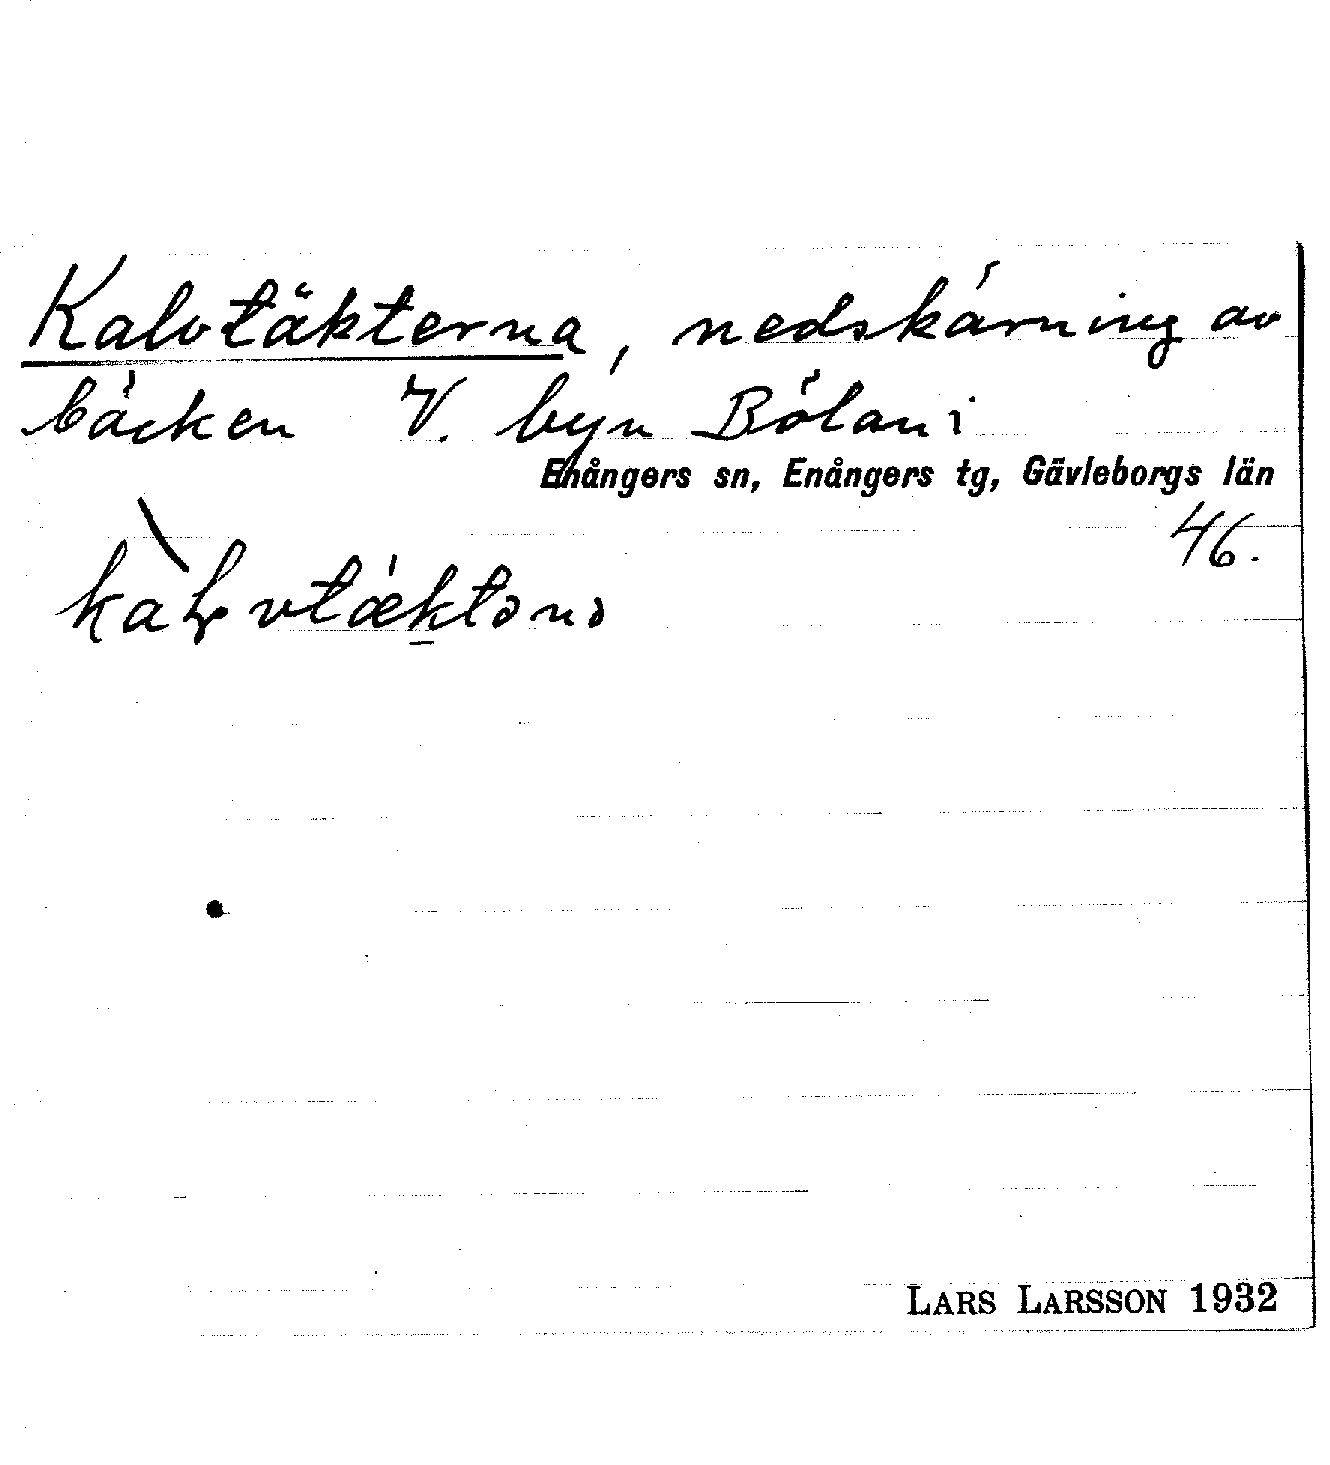 Kalvtäkterna, nedskärning av
bäcken V. byn Bölan i
Enångers sn, Enångers tg, Gävleborgs län
46.
LARS LARSSON 1932